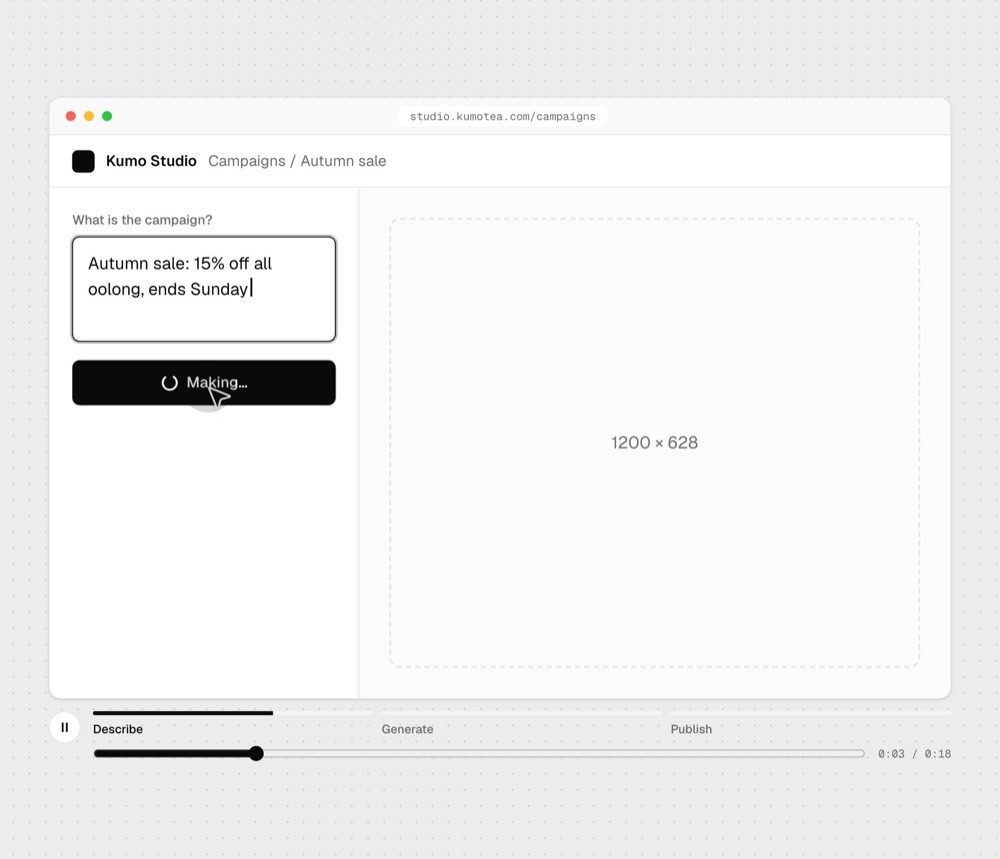 studio.kumotea.com/campaigns
Kumo Studio Campaigns / Autumn sale
What is the campaign?
Autumn sale: 15% off all
oolong, ends Sunday
Making…
1200 × 628
Describe
Generate
Publish
0:03 / 0:18